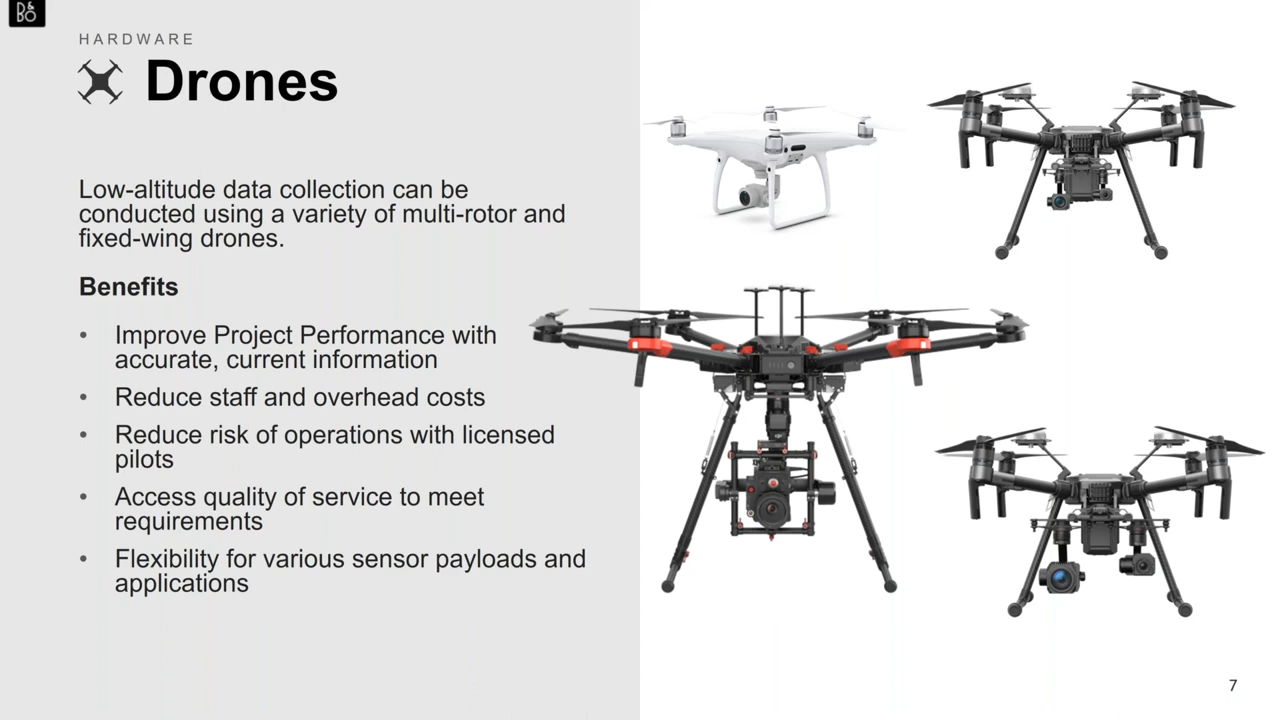 B&O
HARDWARE
Drones
Low-altitude data collection can be
conducted using a variety of multi-rotor and
fixed-wing drones.
Benefits
• Improve Project Performance with
accurate, current information
• Reduce staff and overhead costs
• Reduce risk of operations with licensed
pilots
• Access quality of service to meet
requirements
• Flexibility for various sensor payloads and
applications
7